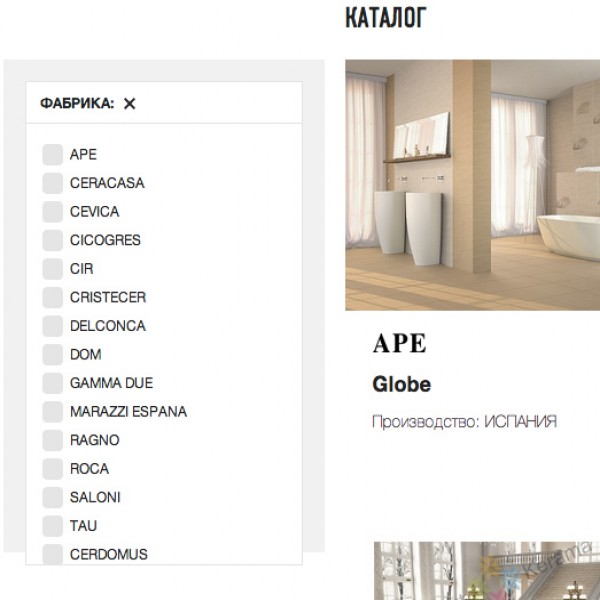 КАТАЛОГ
ФАБРИКА: ×
APE
CERACASA
CEVICA
CICOGRES
CIR
CRISTECER
DELCONCA
DOM
GAMMA DUE
MARAZZI ESPANA
RAGNO
ROCA
SALONI
TAU
CERDOMUS
APE
Globe
Производство: ИСПАНИЯ
Kerama